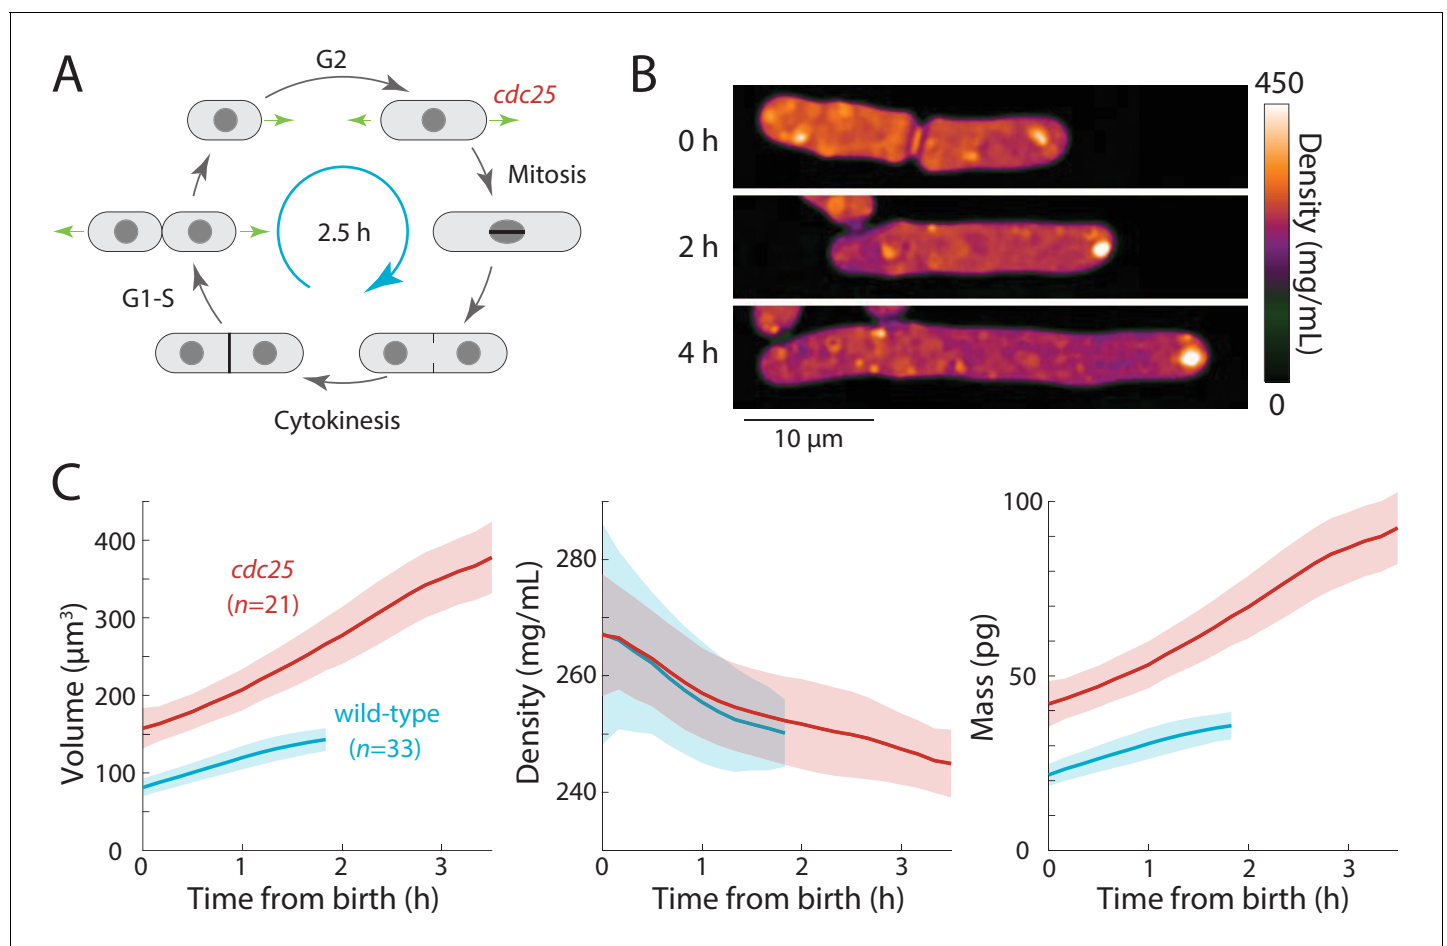 A
G2
cdc25
Mitosis
2.5 h
G1-S
Cytokinesis
B
0 h
2 h
4 h
10 µm
450
Density (mg/mL)
0
C
Volume (µm³)
400
300
200
100
0
cdc25
(n=21)
wild-type
(n=33)
0 1 2 3
Time from birth (h)
Density (mg/mL)
280
260
240
0 1 2 3
Time from birth (h)
Mass (pg)
100
50
0
0 1 2 3
Time from birth (h)